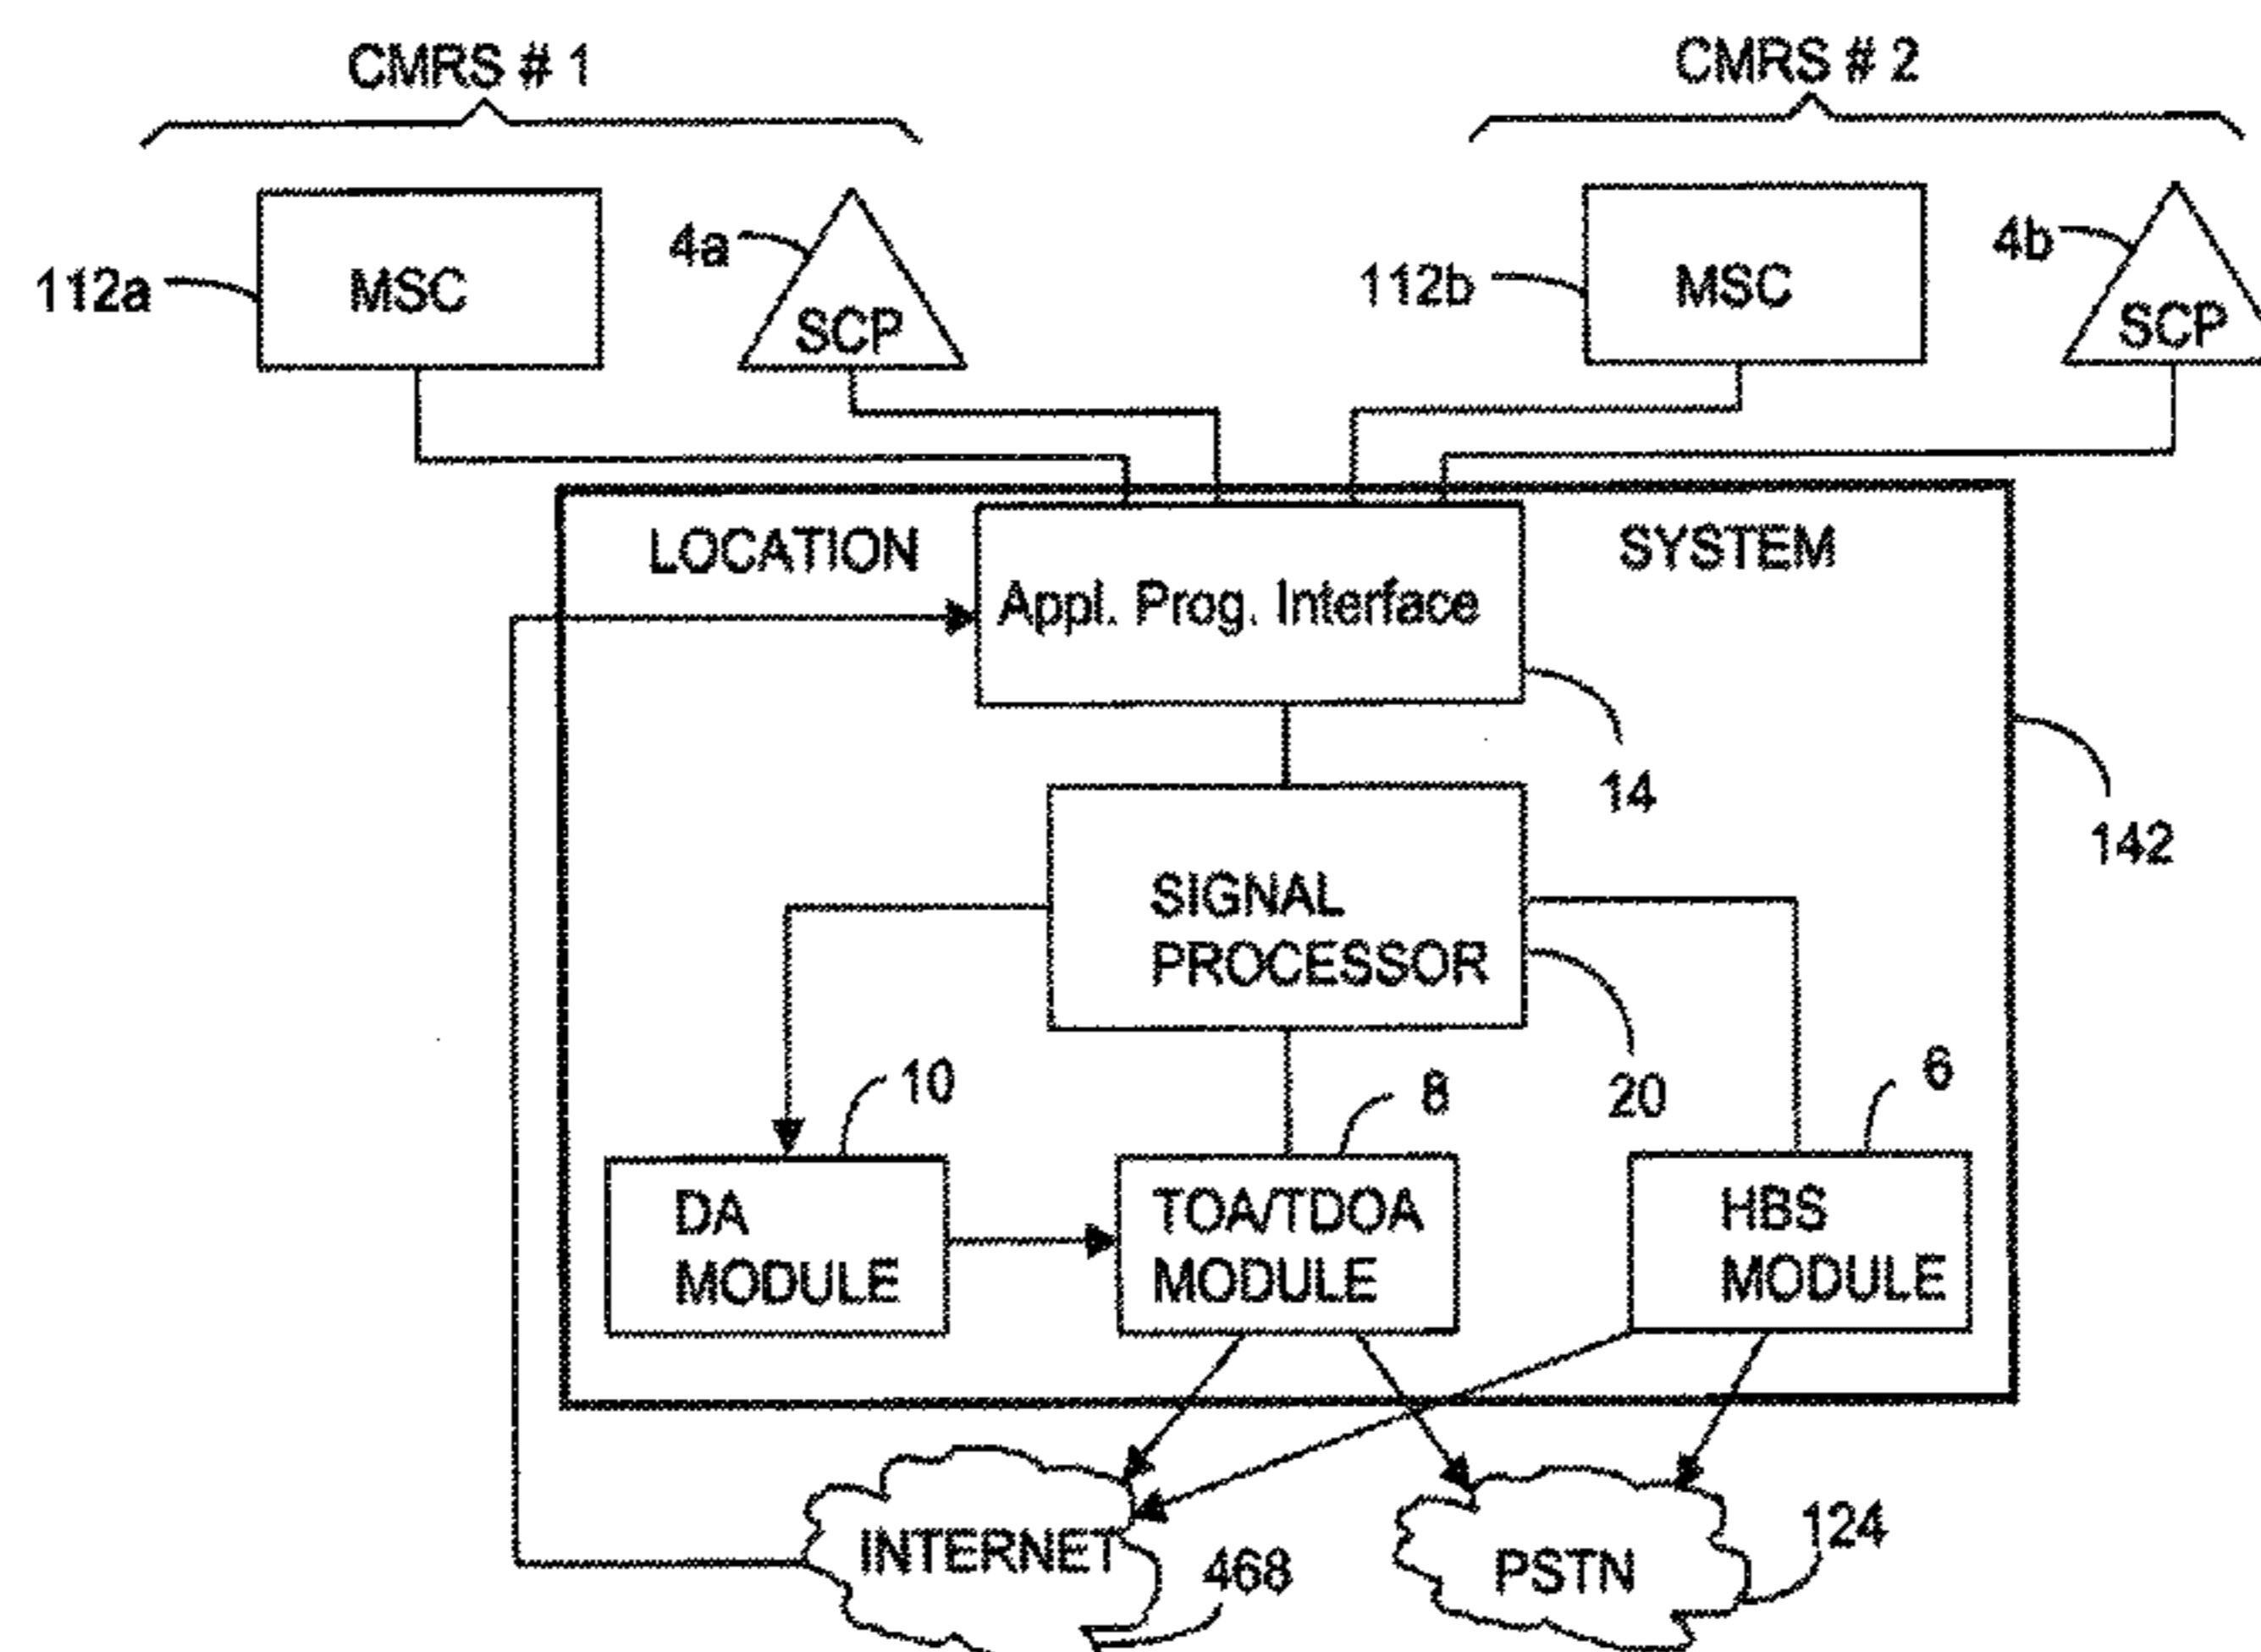 CMRS # 1
CMRS # 2
112a
MSC
4a
SCP
112b
MSC
4b
SCP
LOCATION
SYSTEM
Appl. Prog. Interface
14
142
SIGNAL
PROCESSOR
20
10
8
6
DA
MODULE
TOA/TDOA
MODULE
HBS
MODULE
INTERNET
468
PSTN
124